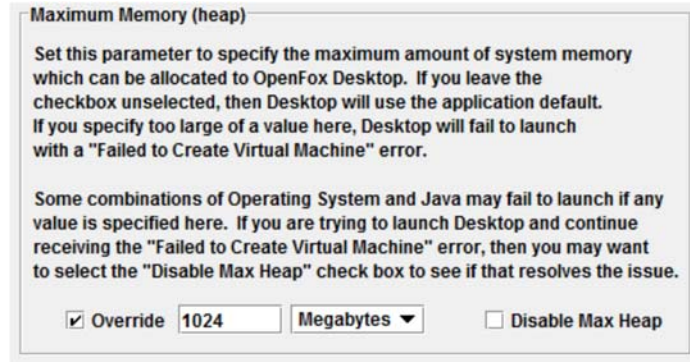 Maximum Memory (heap)
Set this parameter to specify the maximum amount of system memory
which can be allocated to OpenFox Desktop. If you leave the
checkbox unselected, then Desktop will use the application default.
If you specify too large of a value here, Desktop will fail to launch
with a "Failed to Create Virtual Machine" error.
Some combinations of Operating System and Java may fail to launch if any
value is specified here. If you are trying to launch Desktop and continue
receiving the "Failed to Create Virtual Machine" error, then you may want
to select the "Disable Max Heap" check box to see if that resolves the issue.
Override 1024 Megabytes Disable Max Heap